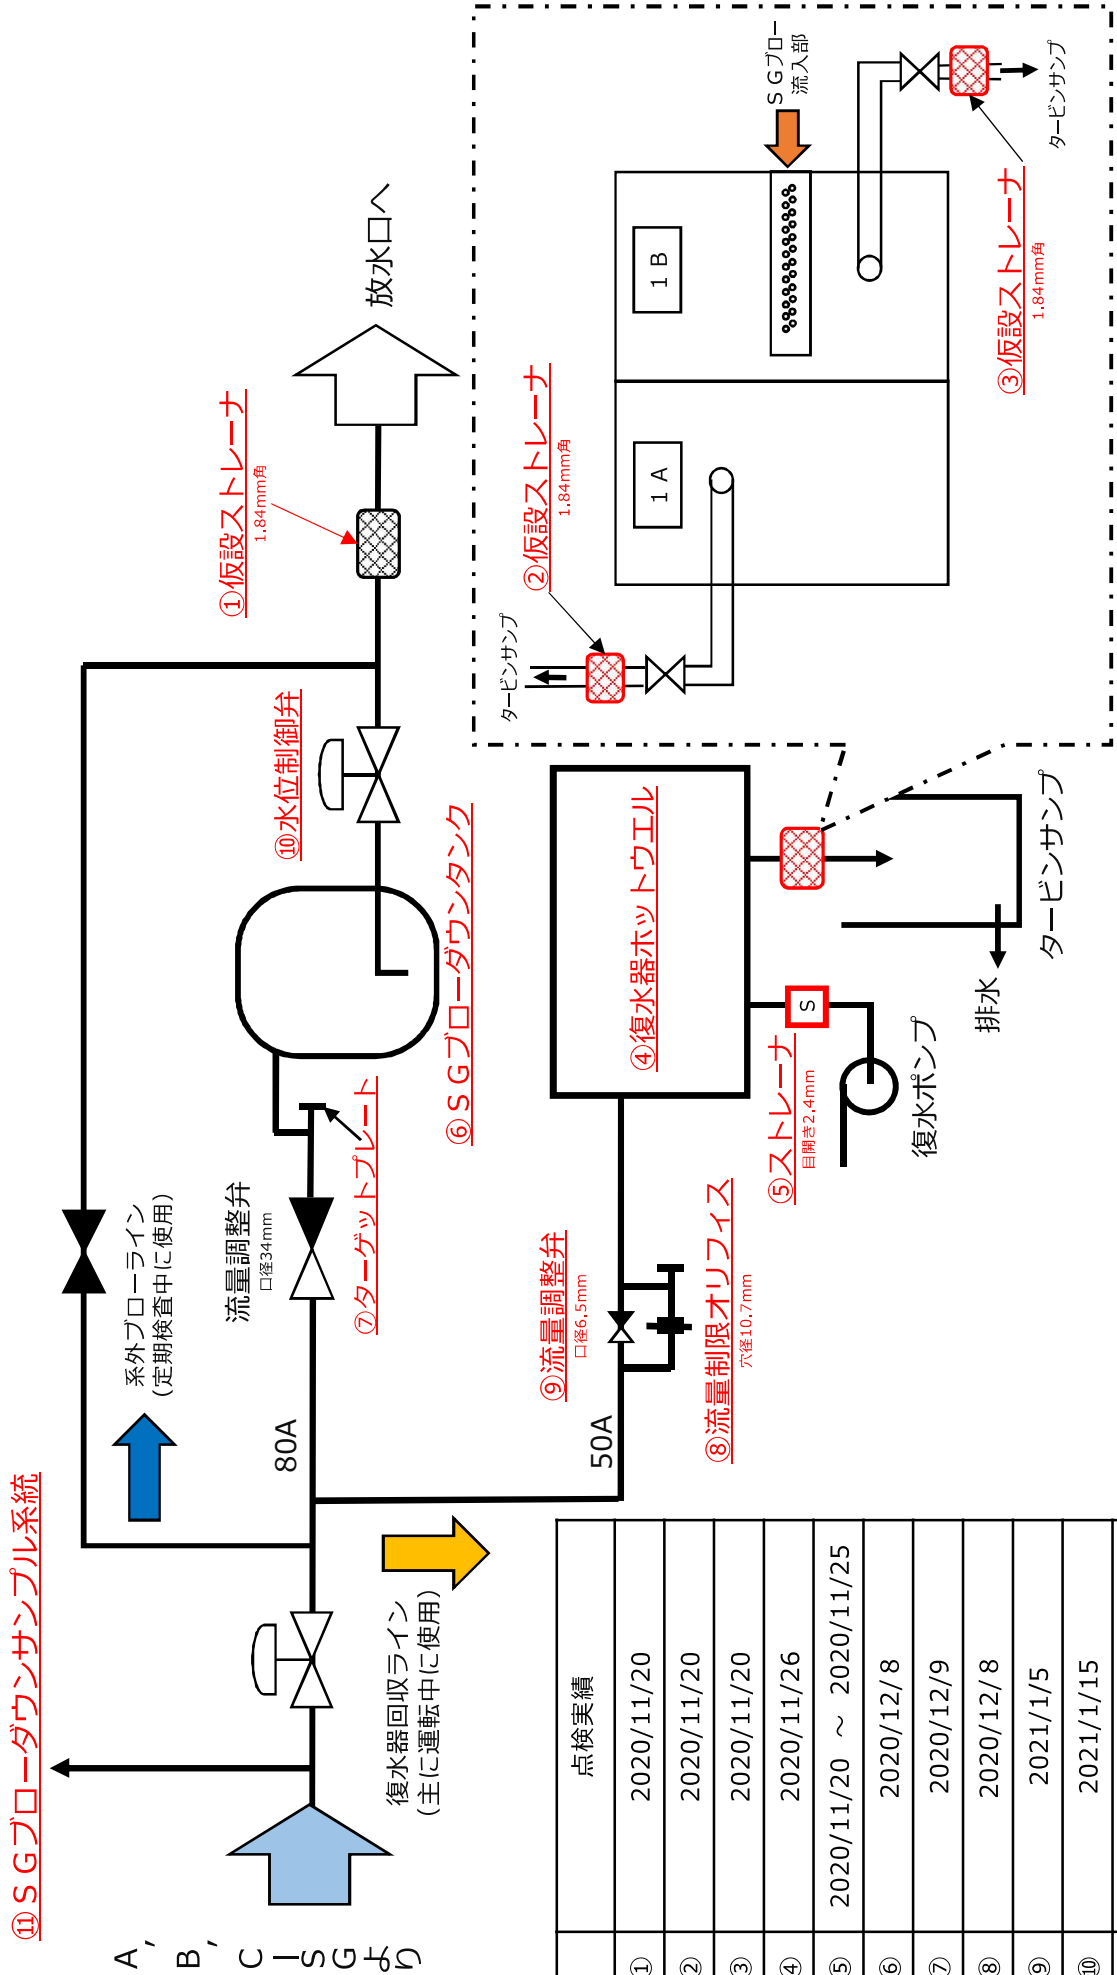 ⑪ＳＧブローダウンサンプル系統
A,
B,
C－SGより
系外ブローライン
(定期検査中に使用)
復水器回収ライン
(主に運転中に使用)
80A
50A
流量調整弁
口径34mm
⑦ターゲットプレート
⑥ＳＧブローダウンタンク
⑩水位制御弁
①仮設ストレーナ
1.84mm角
放水口へ
⑨流量調整弁
口径6.5mm
⑧流量制限オリフィス
穴径10.7mm
④復水器ホットウエル
⑤ストレーナ
目開き2.4mm
S
復水ポンプ
排水
タービンサンプ
タービンサンプ
②仮設ストレーナ
1.84mm角
1A
1B
ＳＧブロー
流入部
③仮設ストレーナ
1.84mm角
タービンサンプ
点検実績
① 2020/11/20
② 2020/11/20
③ 2020/11/20
④ 2020/11/26
⑤ 2020/11/20 ～ 2020/11/25
⑥ 2020/12/8
⑦ 2020/12/9
⑧ 2020/12/8
⑨ 2021/1/5
⑩ 2021/1/15